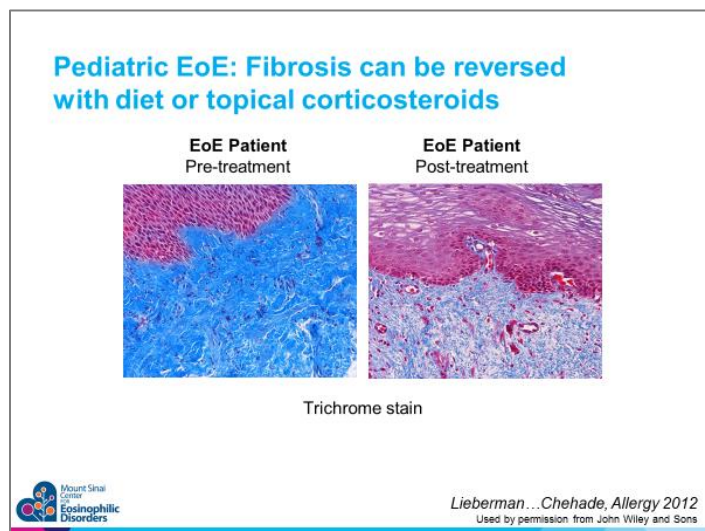 Pediatric EoE: Fibrosis can be reversed
with diet or topical corticosteroids
EoE Patient
Pre-treatment
EoE Patient
Post-treatment
Trichrome stain
Mount Sinai
Center
FOR
Eosinophilic
Disorders
Lieberman…Chehade, Allergy 2012
Used by permission from John Wiley and Sons